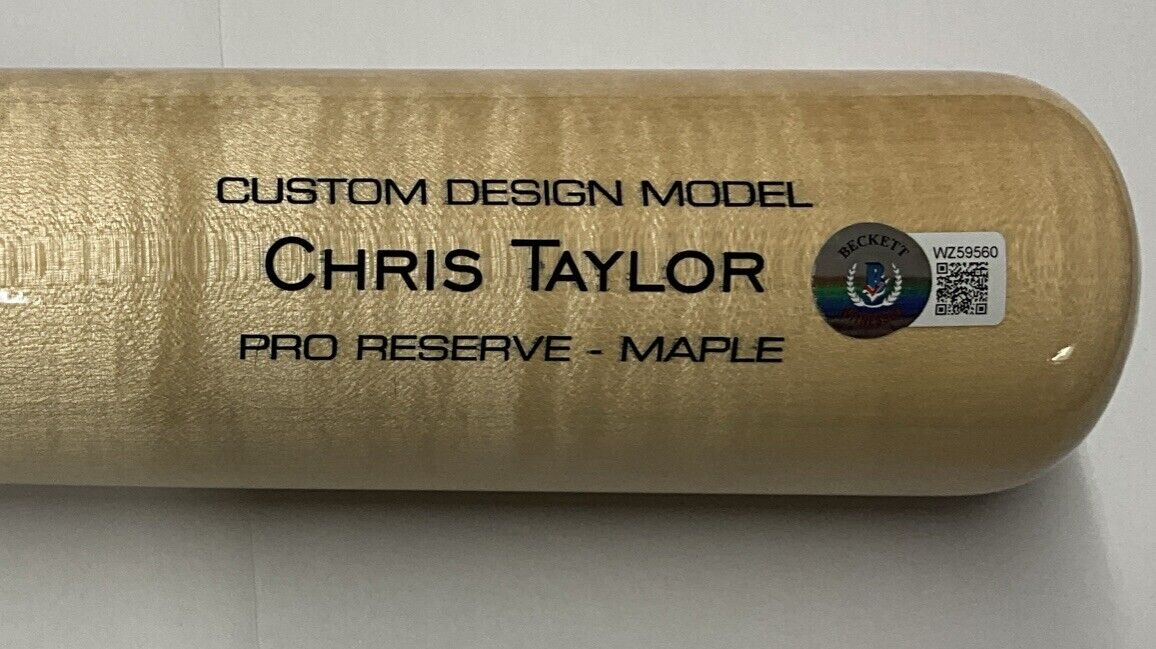 CUSTOM DESIGN MODEL
CHRIS TAYLOR
PRO RESERVE - MAPLE
BECKETT
B
WZ59560